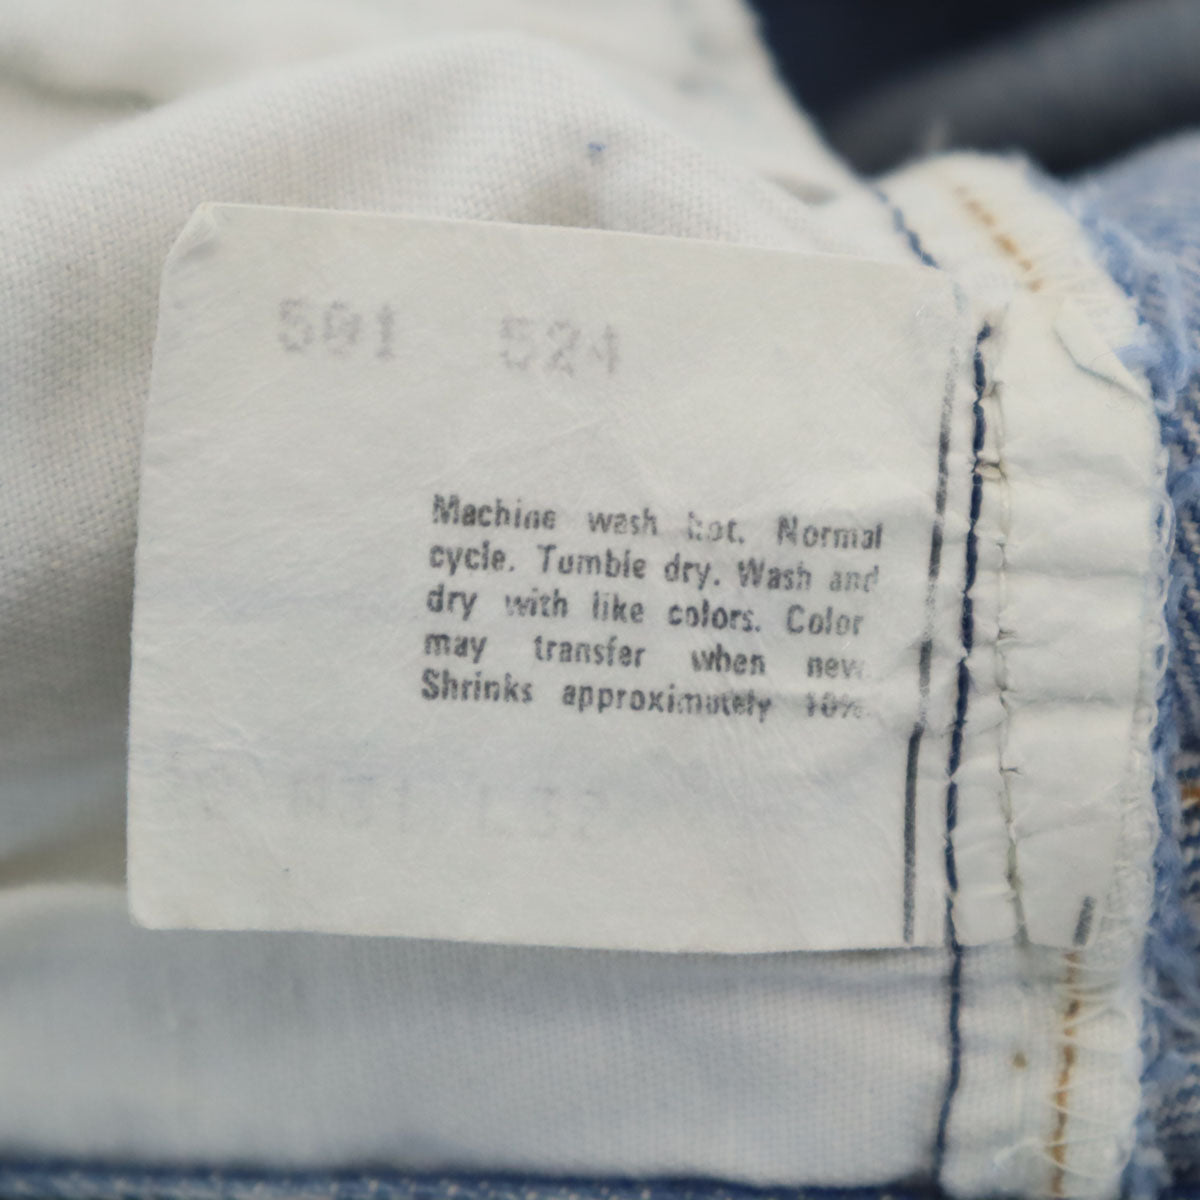 501 524
Machine wash hot. Normal
cycle. Tumble dry. Wash and
dry with like colors. Color
may transfer when new.
Shrinks approximately 10%.